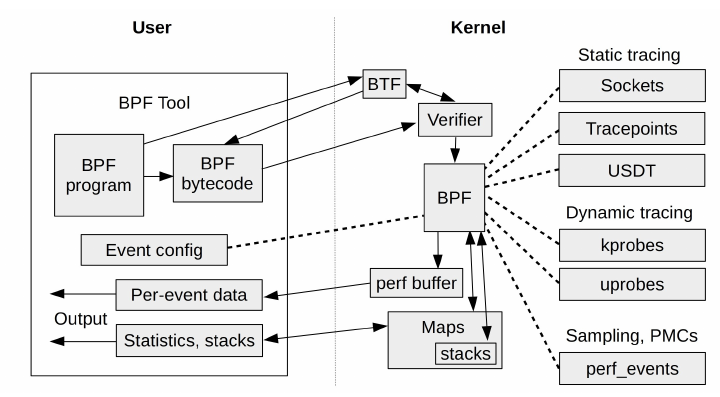 User
Kernel
BPF Tool
BPF
program
BPF
bytecode
Event config
Per-event data
Output
Statistics, stacks
BTF
Verifier
BPF
perf buffer
Maps
stacks
Static tracing
Sockets
Tracepoints
USDT
Dynamic tracing
kprobes
uprobes
Sampling, PMCs
perf_events